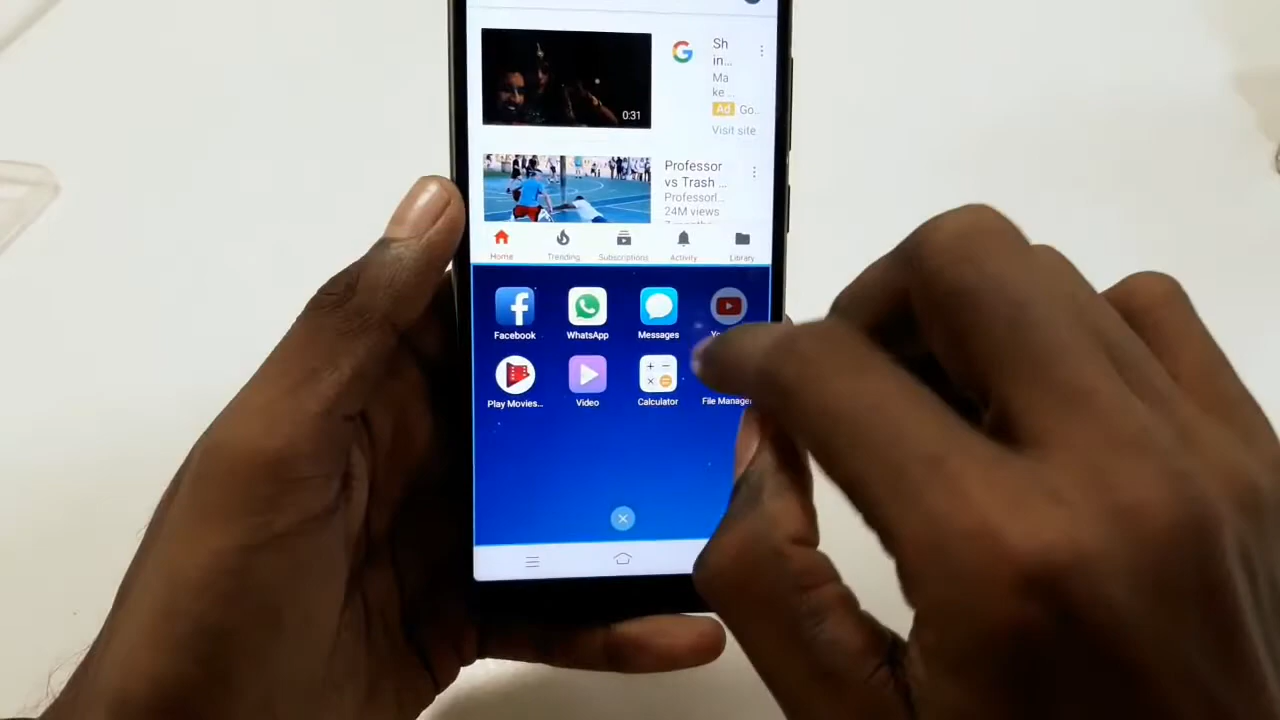 Sh
in...
Ma
ke ...
Ad Go..
Visit site
0:31
Professor
vs Trash ...
Professorl...
24M views
Home Trending Subscriptions Activity Library
Facebook WhatsApp Messages
Play Movies... Video Calculator File Manager